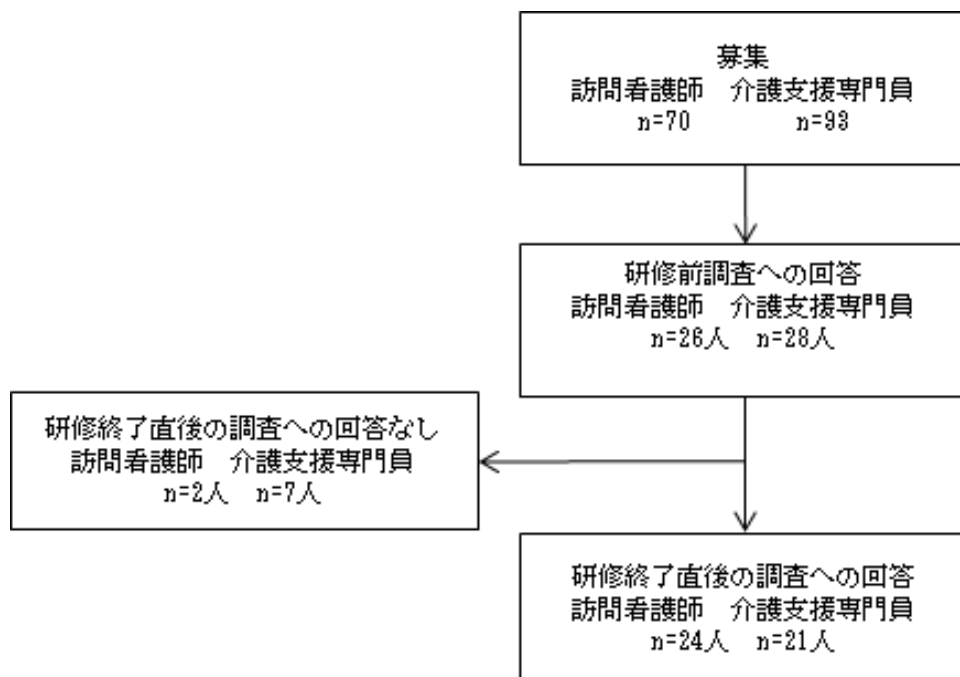 募集
訪問看護師　介護支援専門員
n=70　n=93
研修前調査への回答
訪問看護師　介護支援専門員
n=26人　n=28人
研修終了直後の調査への回答なし
訪問看護師　介護支援専門員
n=2人　n=7人
研修終了直後の調査への回答
訪問看護師　介護支援専門員
n=24人　n=21人